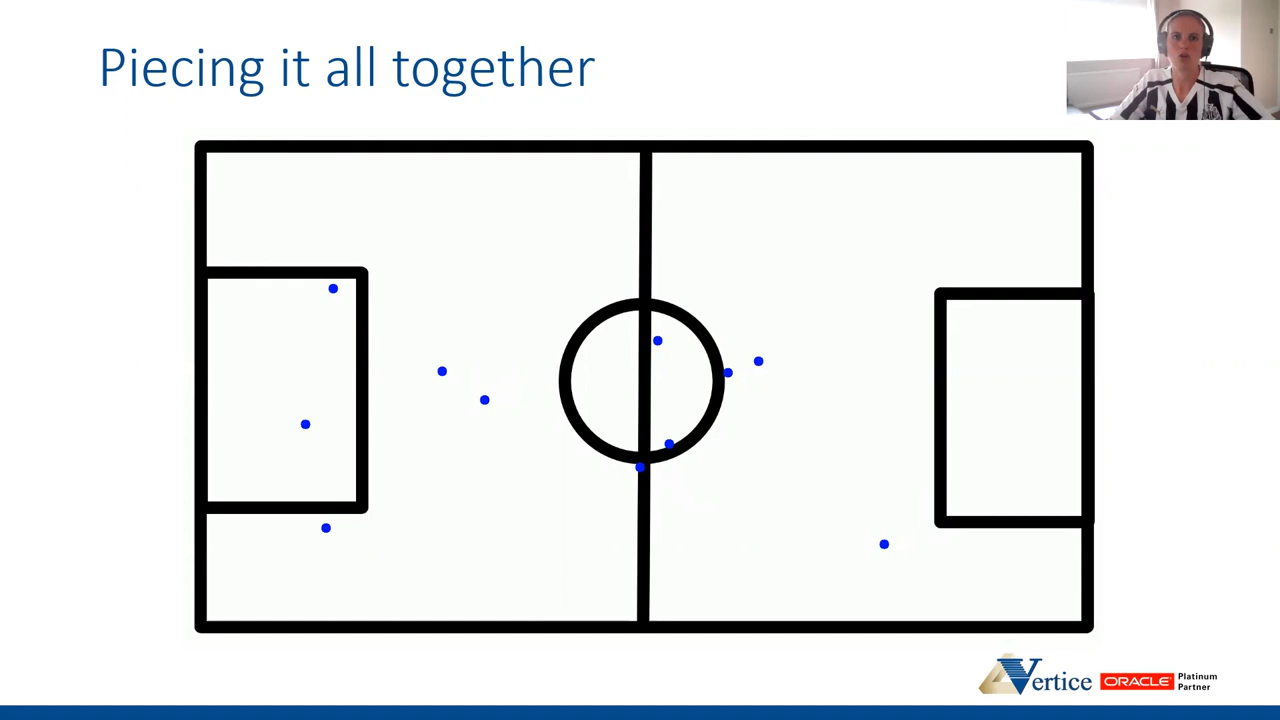 Piecing it all together
Vertice
ORACLE
Platinum
Partner